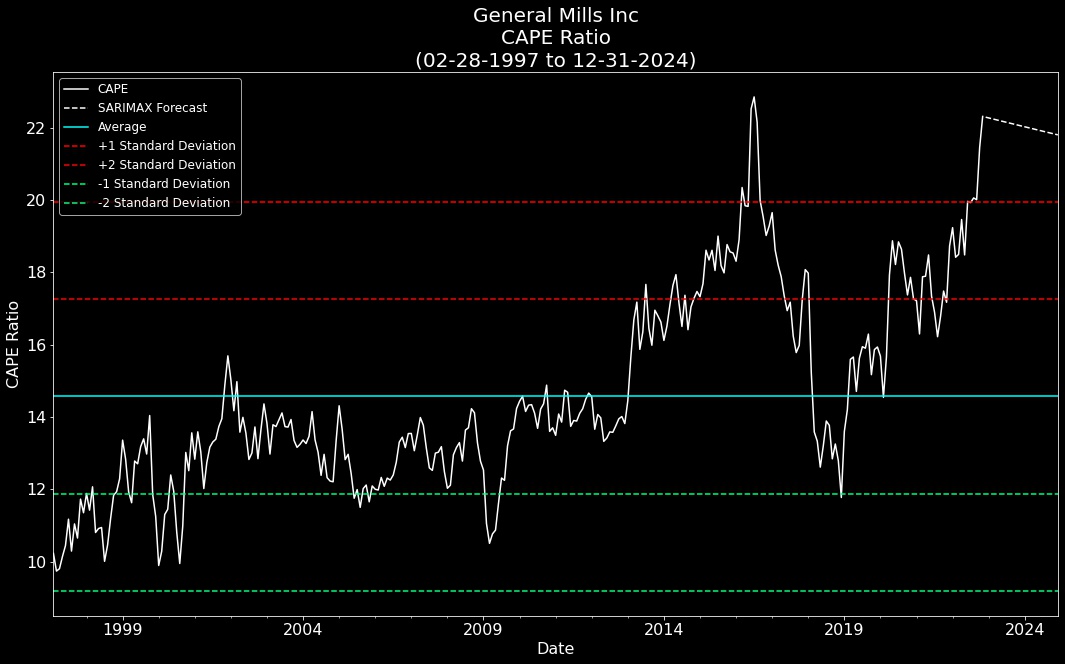 General Mills Inc
CAPE Ratio
(02-28-1997 to 12-31-2024)
CAPE
SARIMAX Forecast
Average
+1 Standard Deviation
+2 Standard Deviation
-1 Standard Deviation
-2 Standard Deviation
22
20
18
16
14
12
10
CAPE Ratio
1999
2004
2009
2014
2019
2024
Date